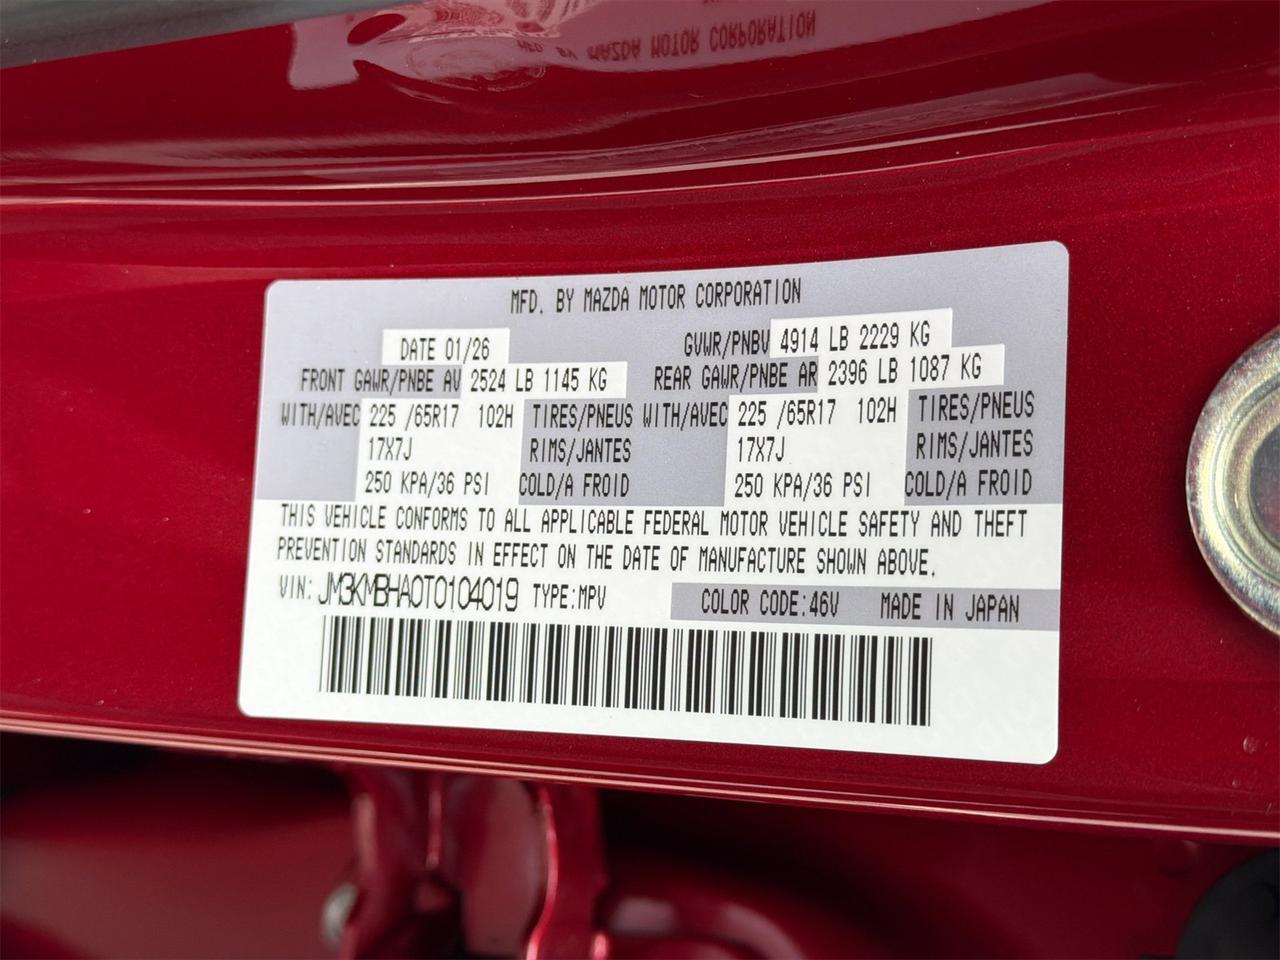 MFD. BY MAZDA MOTOR CORPORATION
MFD. BY MAZDA MOTOR CORPORATION
DATE 01/26 GVWR/PNBV 4914 LB 2229 KG
FRONT GAWR/PNBE AV 2524 LB 1145 KG REAR GAWR/PNBE AR 2396 LB 1087 KG
WITH/AVEC 225 /65R17 102H TIRES/PNEUS WITH/AVEC 225 /65R17 102H TIRES/PNEUS
17X7J RIMS/JANTES 17X7J RIMS/JANTES
250 KPA/36 PSI COLD/A FROID 250 KPA/36 PSI COLD/A FROID
THIS VEHICLE CONFORMS TO ALL APPLICABLE FEDERAL MOTOR VEHICLE SAFETY AND THEFT
PREVENTION STANDARDS IN EFFECT ON THE DATE OF MANUFACTURE SHOWN ABOVE.
VIN: JM3KMBHA0T0104019 TYPE:MPV COLOR CODE:46V MADE IN JAPAN